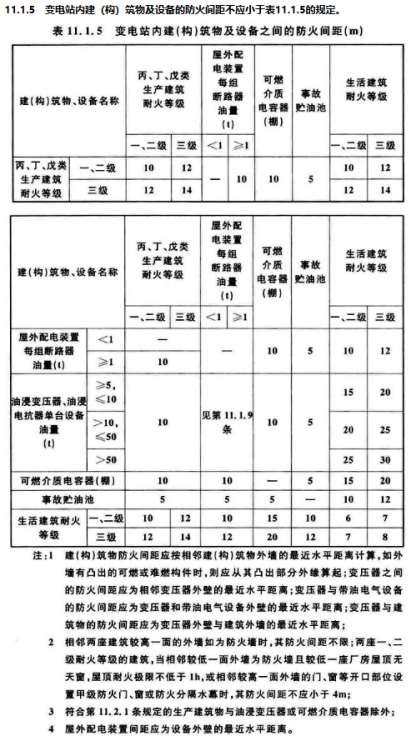 11.1.5 变电站内建（构）筑物及设备的防火间距不应小于表11.1.5的规定。
表 11.1.5 变电站内建(构)筑物及设备之间的防火间距(m)
建(构)筑物、设备名称
丙、丁、戊类
生产建筑
耐火等级
屋外配
电装置
每组
断路器
油量
(t)
可燃
介质
电容器
(棚)
事故
贮油池
生活建筑
耐火等级
一、二级 三级 <1 ≥1 一、二级 三级
丙、丁、戊类
生产建筑
耐火等级
一、二级 10 12 — 10 10 5 10 12
三级 12 14 12 14
建(构)筑物、设备名称
丙、丁、戊类
生产建筑
耐火等级
屋外配
电装置
每组
断路器
油量
(t)
可燃
介质
电容器
(棚)
事故
贮油池
生活建筑
耐火等级
一、二级 三级 <1 ≥1 一、二级 三级
屋外配电装置
每组断路器
油量(t)
<1 — — 10 5 10 12
≥1 10
油浸变压器、油浸
电抗器单台设备
油量
(t)
≥5,
≤10
10 见第 11.1.9
条
10 5 15 20
>10,
≤50
20 25
>50 25 30
可燃介质电容器(棚) 10 10 — 5 15 20
事故贮油池 5 5 5 — 10 12
生活建筑耐火
等级
一、二级 10 12 10 15 10 6 7
三级 12 14 12 20 12 7 8
注:1 建(构)筑物防火间距应按相邻建(构)筑物外墙的最近水平距离计算,如外
墙有凸出的可燃或难燃构件时,则应从其凸出部分外缘算起;变压器之间
的防火间距应为相邻变压器外壁的最近水平距离;变压器与带油电气设备
的防火间距应为变压器和带油电气设备外壁的最近水平距离;变压器与建
筑物的防火间距应为变压器外壁与建筑外墙的最近水平距离;
2 相邻两座建筑较高一面的外墙如为防火墙时,其防火间距不限;两座一、二
级耐火等级的建筑,当相邻较低一面外墙为防火墙且较低一座厂房屋顶无
天窗,屋顶耐火极限不低于 1h,或相邻较高一面外墙的门、窗等开口部位设
置甲级防火门、窗或防火分隔水幕时,其防火间距不应小于 4m;
3 符合第 11.2.1 条规定的生产建筑物与油浸变压器或可燃介质电容器除外;
4 屋外配电装置间距应为设备外壁的最近水平距离。